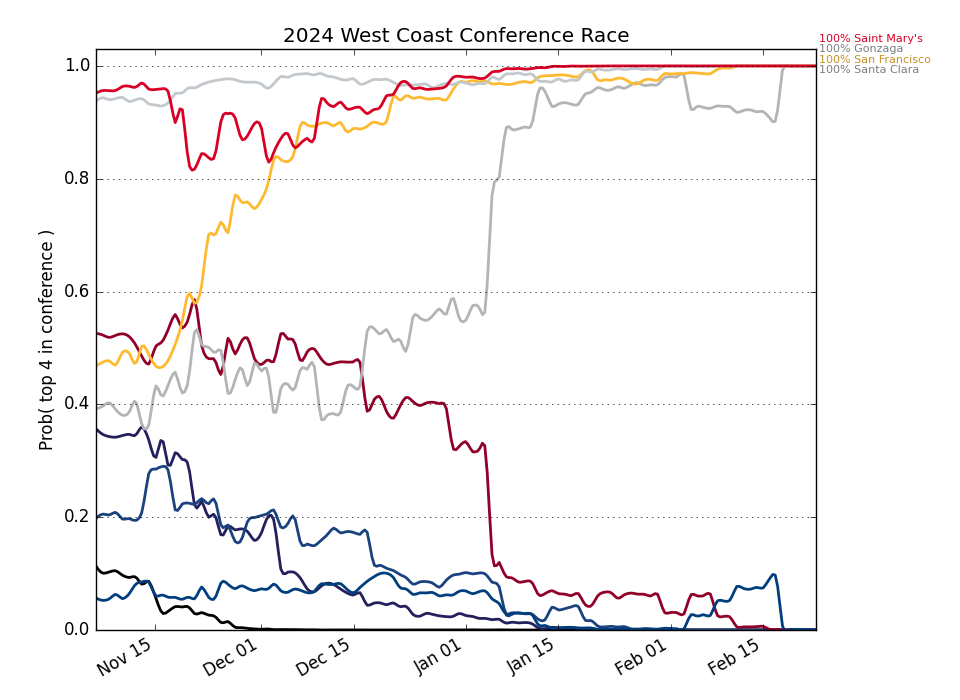 2024 West Coast Conference Race
100% Saint Mary's
100% Gonzaga
100% San Francisco
100% Santa Clara
Prob( top 4 in conference )
1.0
0.8
0.6
0.4
0.2
0.0
Nov 15
Dec 01
Dec 15
Jan 01
Jan 15
Feb 01
Feb 15